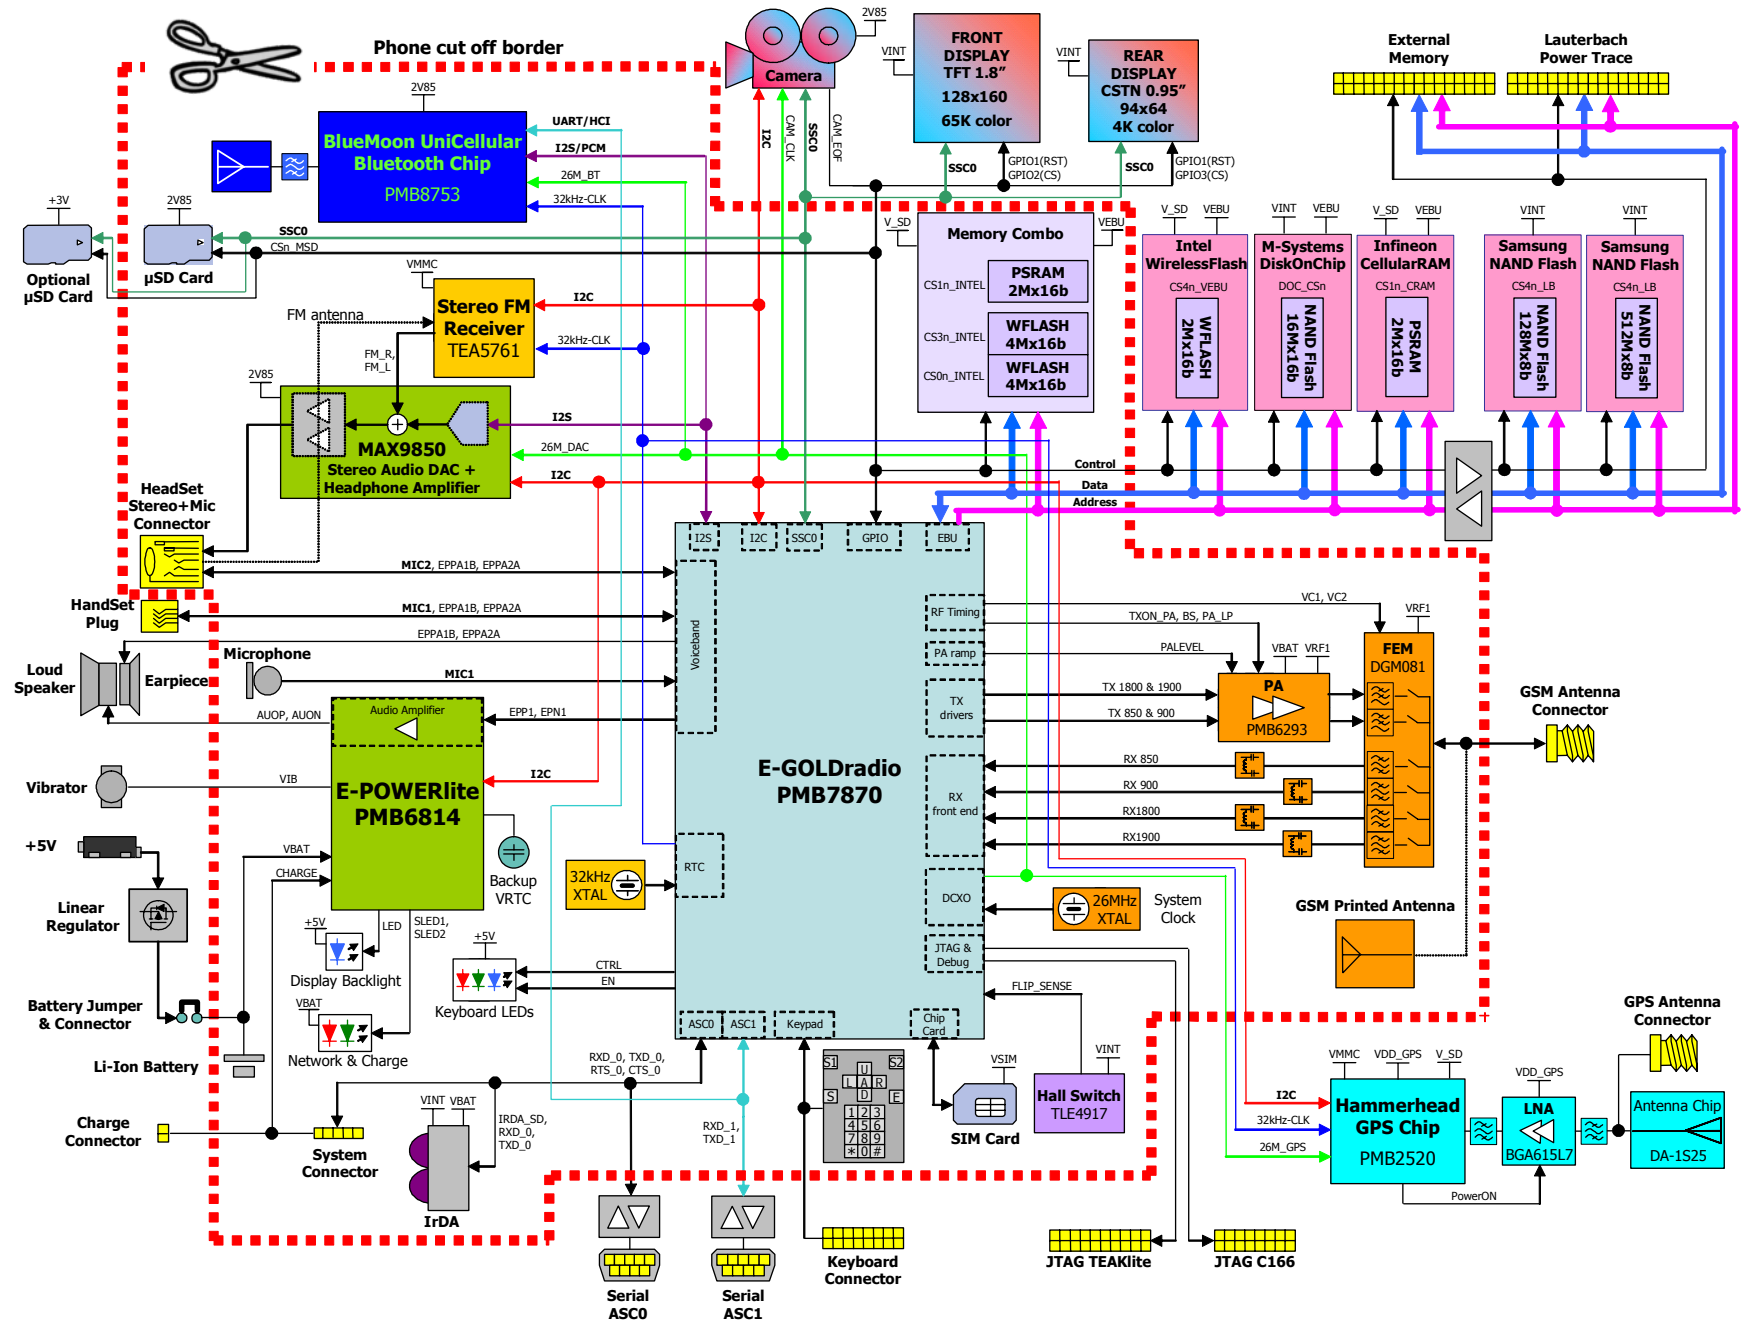 Phone cut off border
2V85
Camera
VINT
FRONT
DISPLAY
TFT 1.8”
128x160
65K color
VINT
REAR
DISPLAY
CSTN 0.95”
94x64
4K color
External
Memory
Lauterbach
Power Trace
2V85
BlueMoon UniCellular
Bluetooth Chip
PMB8753
UART/HCI
I2S/PCM
26M_BT
32kHz-CLK
I2C
CAM_CLK
SSC0
CAM_EOF
SSC0
GPIO1(RST)
GPIO2(CS)
SSC0
GPIO1(RST)
GPIO3(CS)
+3V
Optional
µSD Card
2V85
µSD Card
SSC0
CSn_MSD
V_SD
VEBU
Memory Combo
CS1n_INTEL
PSRAM
2Mx16b
CS3n_INTEL
WFLASH
4Mx16b
CS0n_INTEL
WFLASH
4Mx16b
V_SD
VEBU
Intel
WirelessFlash
CS4n_VEBU
WFLASH
2Mx16b
VINT
VEBU
M-Systems
DiskOnChip
DOC_CSn
NAND Flash
16Mx16b
V_SD
VEBU
Infineon
CellularRAM
CS1n_CRAM
PSRAM
2Mx16b
VINT
Samsung
NAND Flash
CS4n_LB
NAND Flash
128Mx8b
VINT
Samsung
NAND Flash
CS4n_LB
NAND Flash
512Mx8b
VMMC
Stereo FM
Receiver
TEA5761
I2C
32kHz-CLK
FM antenna
FM_R,
FM_L
2V85
MAX9850
Stereo Audio DAC +
Headphone Amplifier
I2S
26M_DAC
I2C
Control
Data
Address
HeadSet
Stereo+Mic
Connector
MIC2, EPPA1B, EPPA2A
HandSet
Plug
MIC1, EPPA1B, EPPA2A
EPPA1B, EPPA2A
Loud
Speaker
Earpiece
Microphone
MIC1
AUOP, AUON
Audio Amplifier
EPP1, EPN1
E-POWERlite
PMB6814
I2C
Vibrator
VIB
+5V
VBAT
CHARGE
Linear
Regulator
Backup
VRTC
32kHz
XTAL
LED
SLED1,
SLED2
+5V
Display Backlight
VBAT
Network & Charge
+5V
Keyboard LEDs
CTRL
EN
Battery Jumper
& Connector
Li-Ion Battery
Charge
Connector
System
Connector
VINT
VBAT
IrDA
IRDA_SD,
RXD_0,
TXD_0
RXD_0, TXD_0,
RTS_0, CTS_0
RXD_1,
TXD_1
Serial
ASC0
Serial
ASC1
E-GOLDradio
PMB7870
I2S
I2C
SSC0
GPIO
EBU
Voiceband
RTC
RF Timing
PA ramp
TX
drivers
RX
front end
DCXO
JTAG &
Debug
ASC0
ASC1
Keypad
Chip
Card
VC1, VC2
TXON_PA, BS, PA_LP
PALEVEL
TX 1800 & 1900
TX 850 & 900
VBAT
VRF1
PA
PMB6293
VRF1
FEM
DGM081
RX 850
RX 900
RX1800
RX1900
GSM Antenna
Connector
GSM Printed Antenna
26MHz
XTAL
System
Clock
FLIP_SENSE
VSIM
SIM Card
VINT
Hall Switch
TLE4917
S1
S2
U
L A R
D
S
E
1 2 3
4 5 6
7 8 9
* 0 #
Keyboard
Connector
JTAG TEAKlite
JTAG C166
GPS Antenna
Connector
VMMC
VDD_GPS
V_SD
Hammerhead
GPS Chip
PMB2520
I2C
32kHz-CLK
26M_GPS
PowerON
VDD_GPS
LNA
BGA615L7
Antenna Chip
DA-1S25